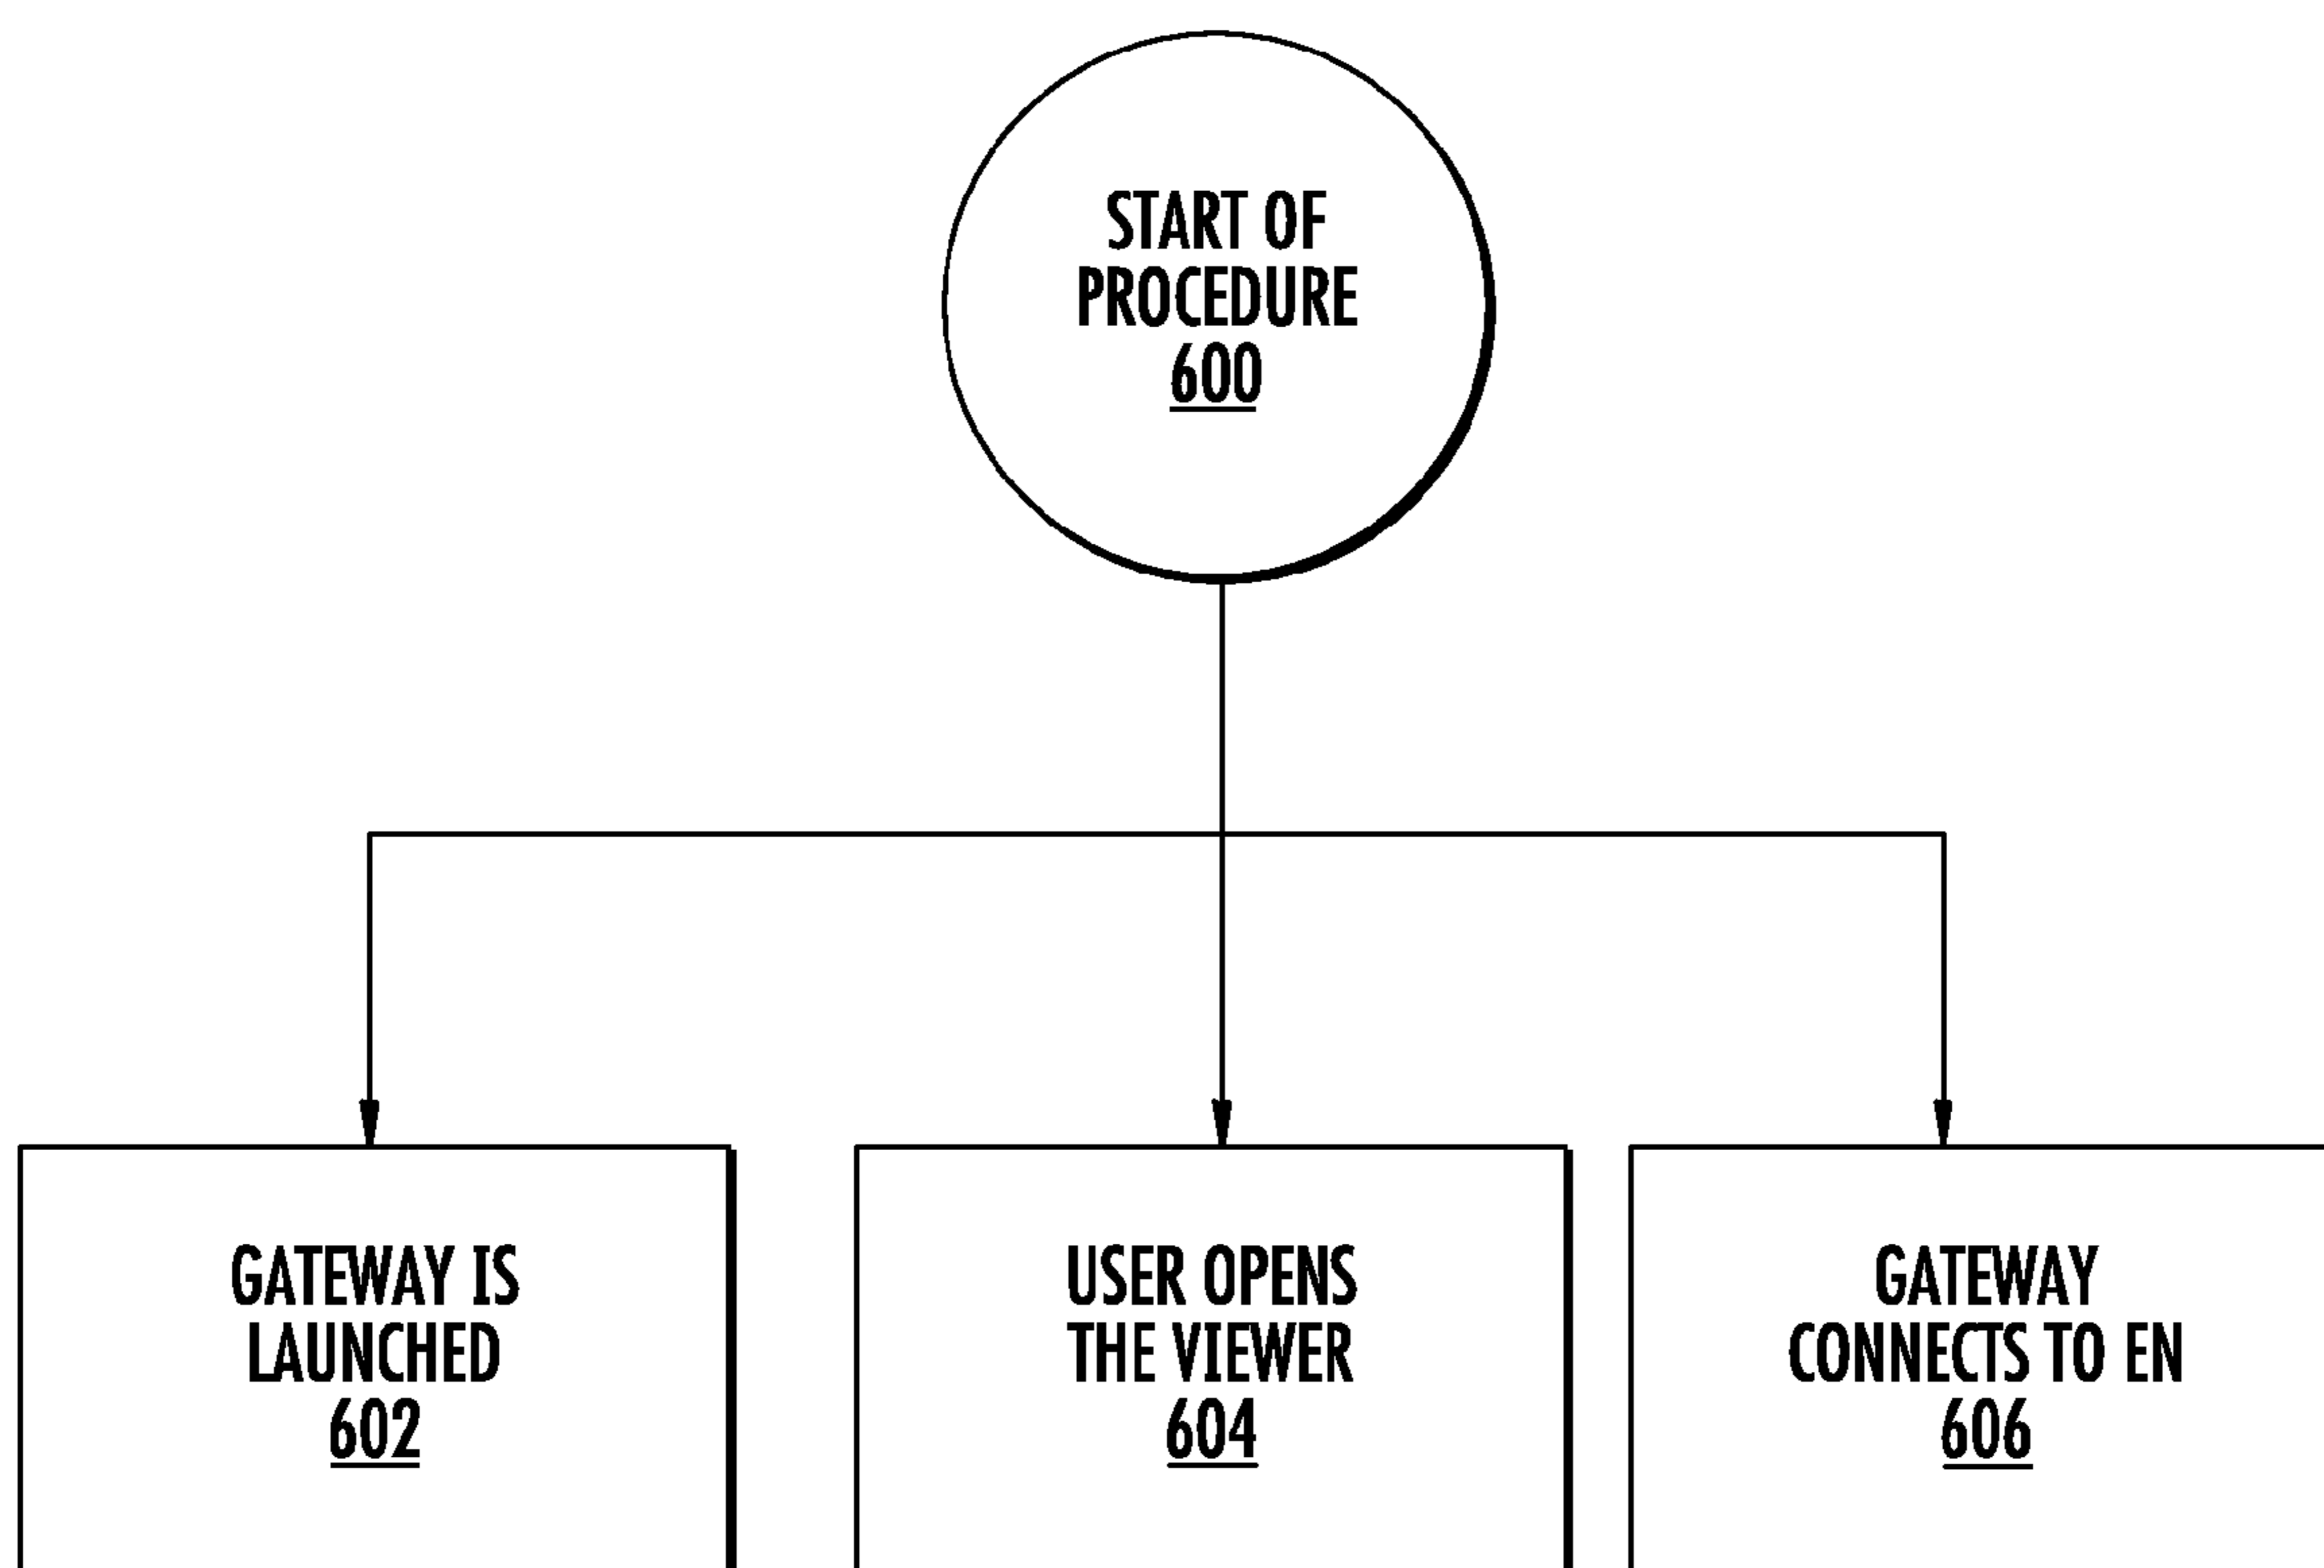 START OF
PROCEDURE
600
GATEWAY IS
LAUNCHED
602
USER OPENS
THE VIEWER
604
GATEWAY
CONNECTS TO EN
606